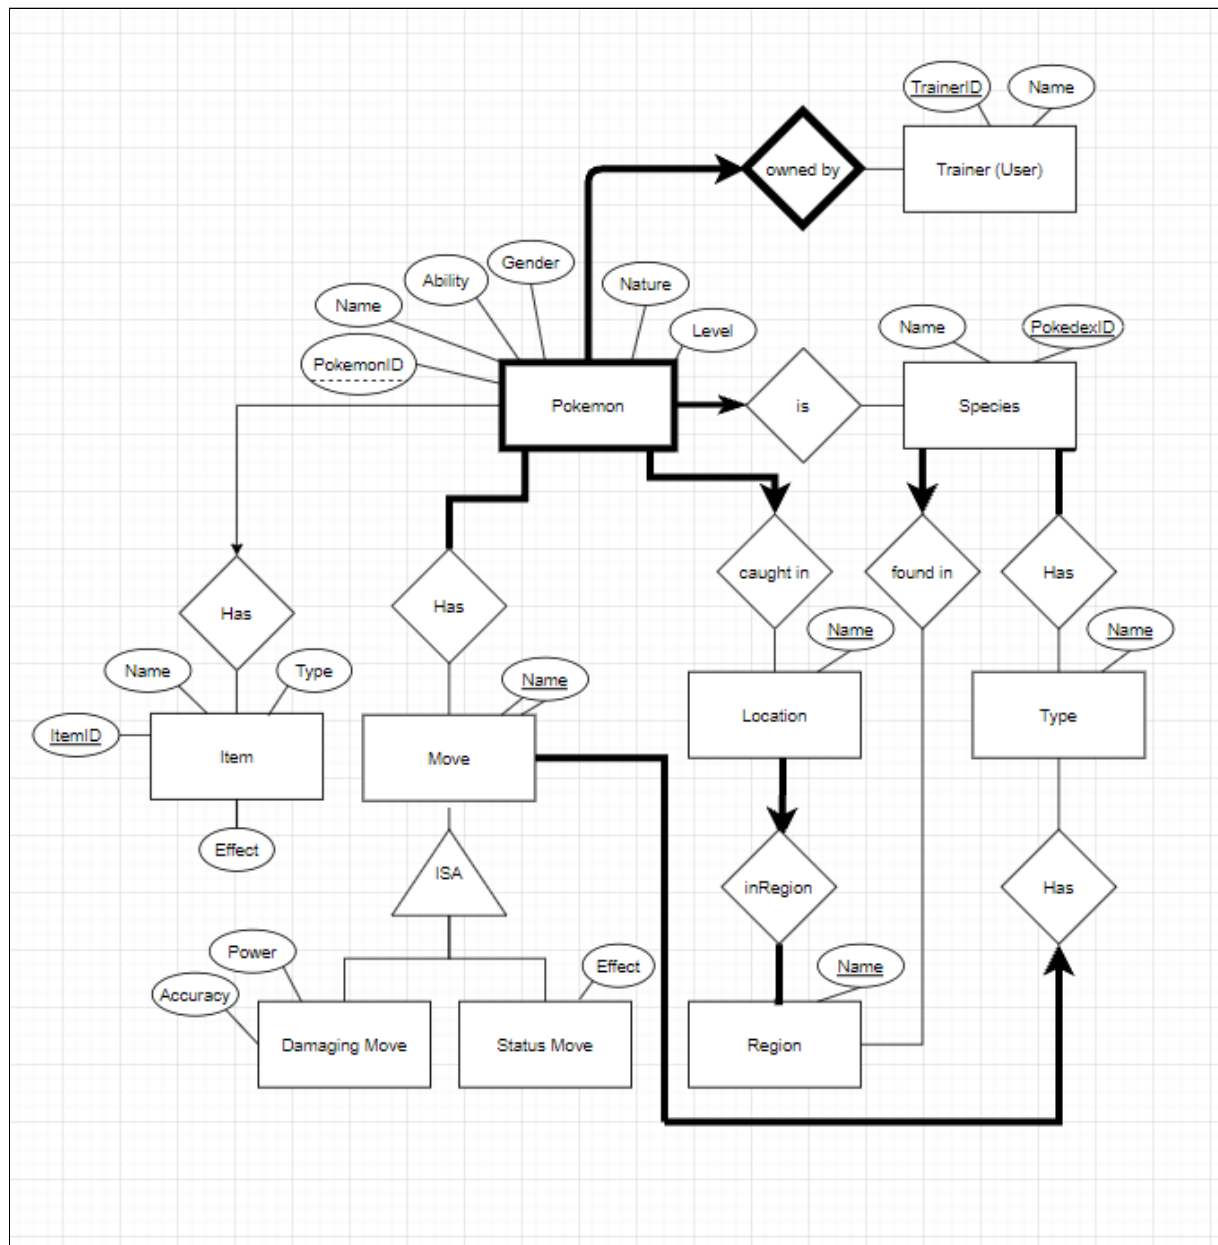 TrainerID
Name
owned by
Trainer (User)
Gender
Ability
Nature
Name
Level
Name
PokedexID
PokemonID
Pokemon
is
Species
caught in
found in
Has
Has
Has
Name
Name
Name
Type
Name
ItemID
Item
Move
Location
Type
Effect
ISA
inRegion
Has
Power
Effect
Name
Accuracy
Damaging Move
Status Move
Region